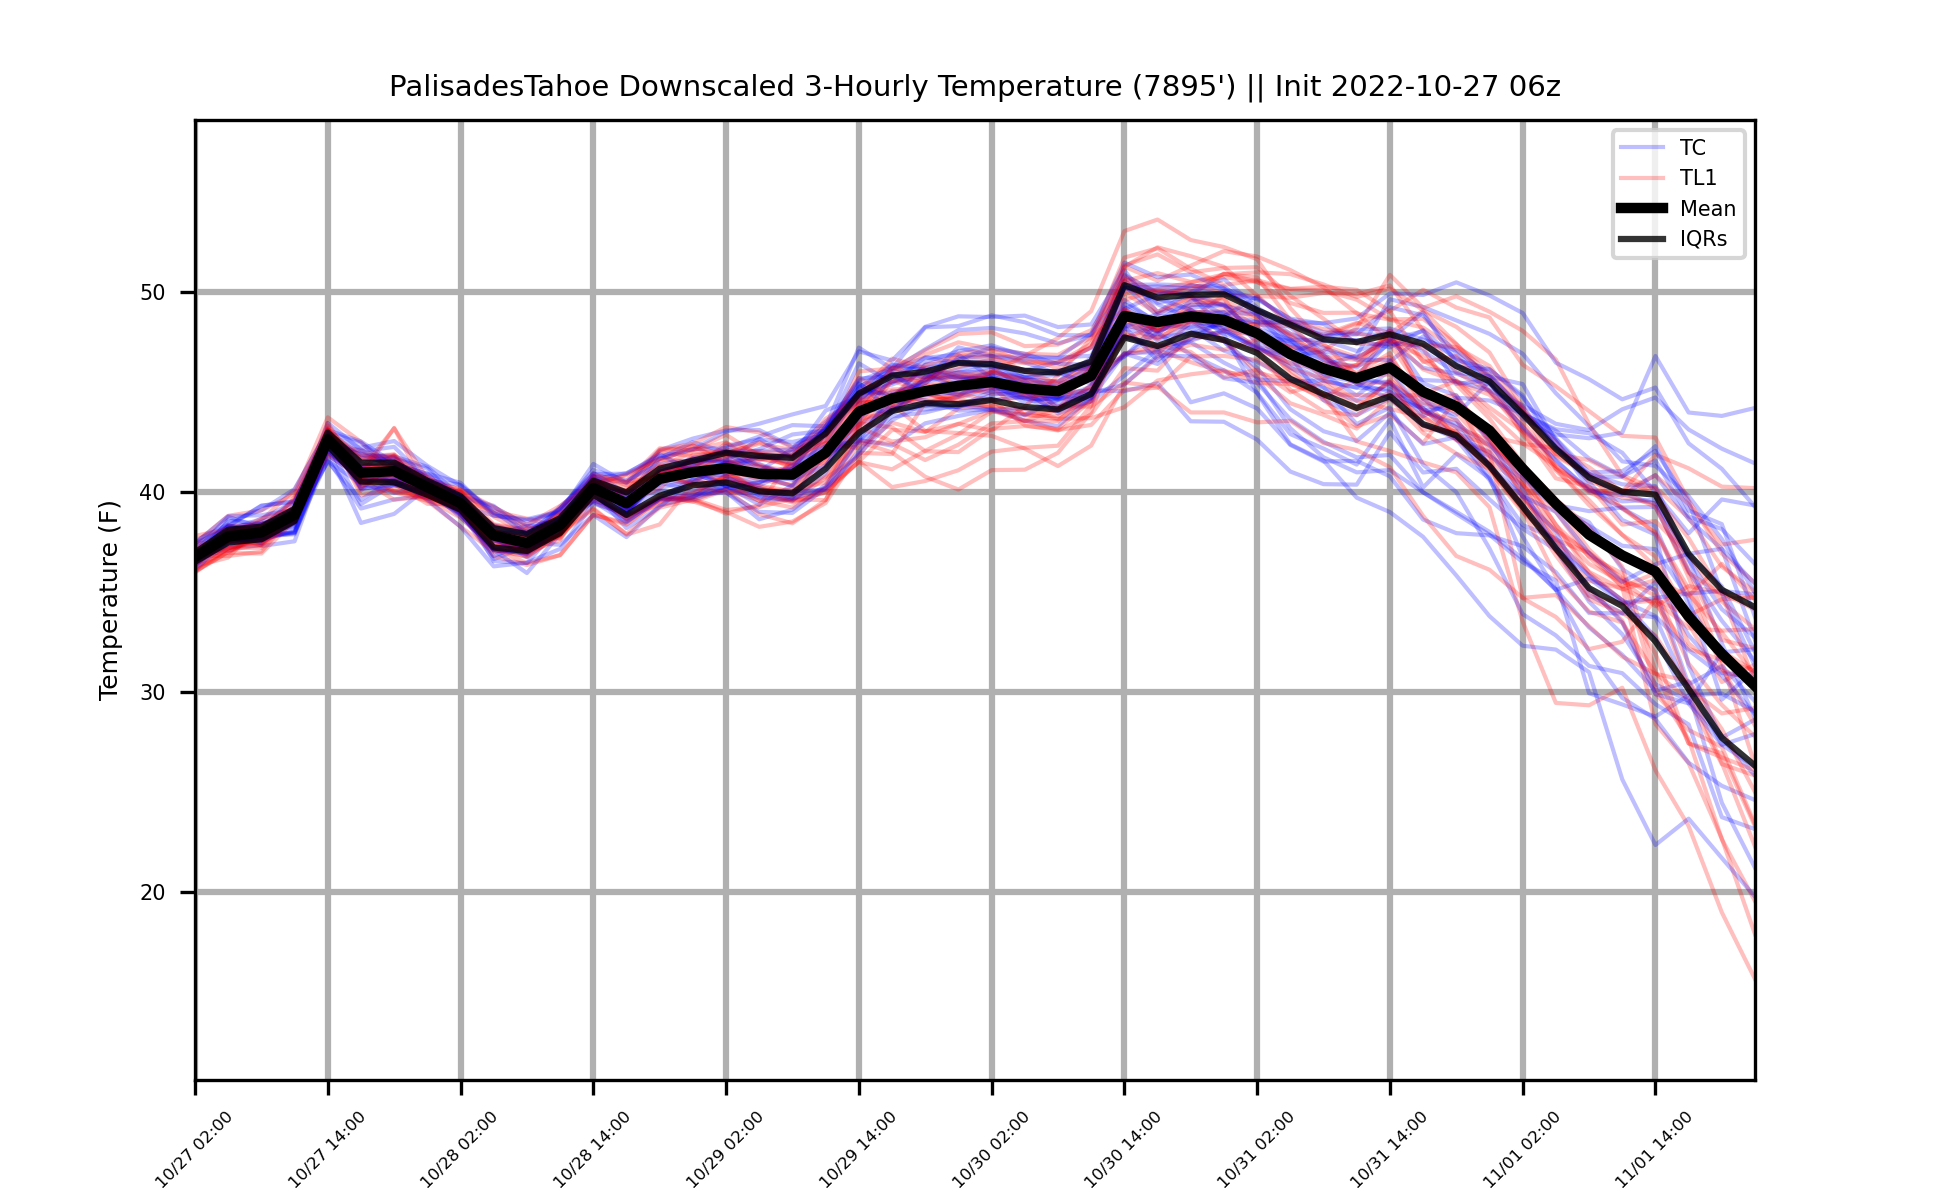 PalisadesTahoe Downscaled 3-Hourly Temperature (7895') || Init 2022-10-27 06z
TC
TL1
Mean
IQRs
Temperature (F)
50
40
30
20
10/27 02:00
10/27 14:00
10/28 02:00
10/28 14:00
10/29 02:00
10/29 14:00
10/30 02:00
10/30 14:00
10/31 02:00
10/31 14:00
11/01 02:00
11/01 14:00